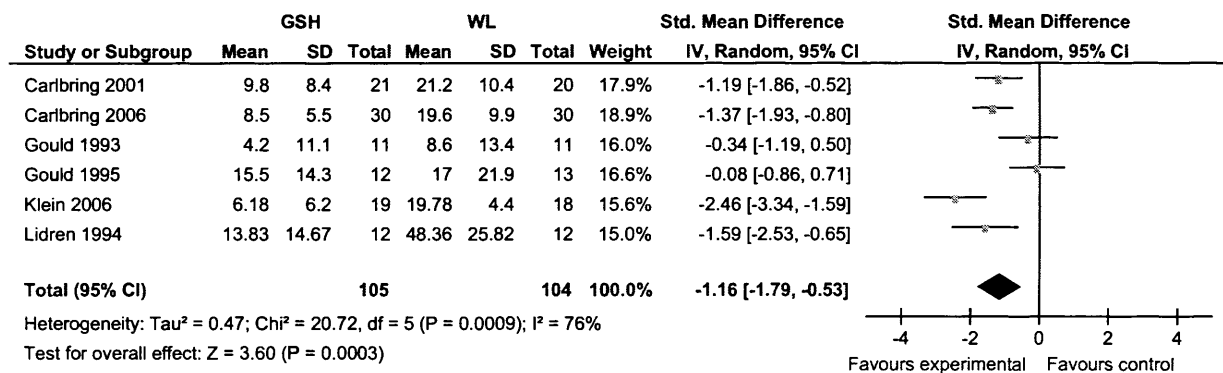 GSH WL Std. Mean Difference Std. Mean Difference
Study or Subgroup Mean SD Total Mean SD Total Weight IV, Random, 95% CI IV, Random, 95% CI
Carlbring 2001 9.8 8.4 21 21.2 10.4 20 17.9% -1.19 [-1.86, -0.52]
Carlbring 2006 8.5 5.5 30 19.6 9.9 30 18.9% -1.37 [-1.93, -0.80]
Gould 1993 4.2 11.1 11 8.6 13.4 11 16.0% -0.34 [-1.19, 0.50]
Gould 1995 15.5 14.3 12 17 21.9 13 16.6% -0.08 [-0.86, 0.71]
Klein 2006 6.18 6.2 19 19.78 4.4 18 15.6% -2.46 [-3.34, -1.59]
Lidren 1994 13.83 14.67 12 48.36 25.82 12 15.0% -1.59 [-2.53, -0.65]
Total (95% CI) 105 104 100.0% -1.16 [-1.79, -0.53]
Heterogeneity: Tau² = 0.47; Chi² = 20.72, df = 5 (P = 0.0009); I² = 76%
Test for overall effect: Z = 3.60 (P = 0.0003)
-4 -2 0 2 4
Favours experimental Favours control